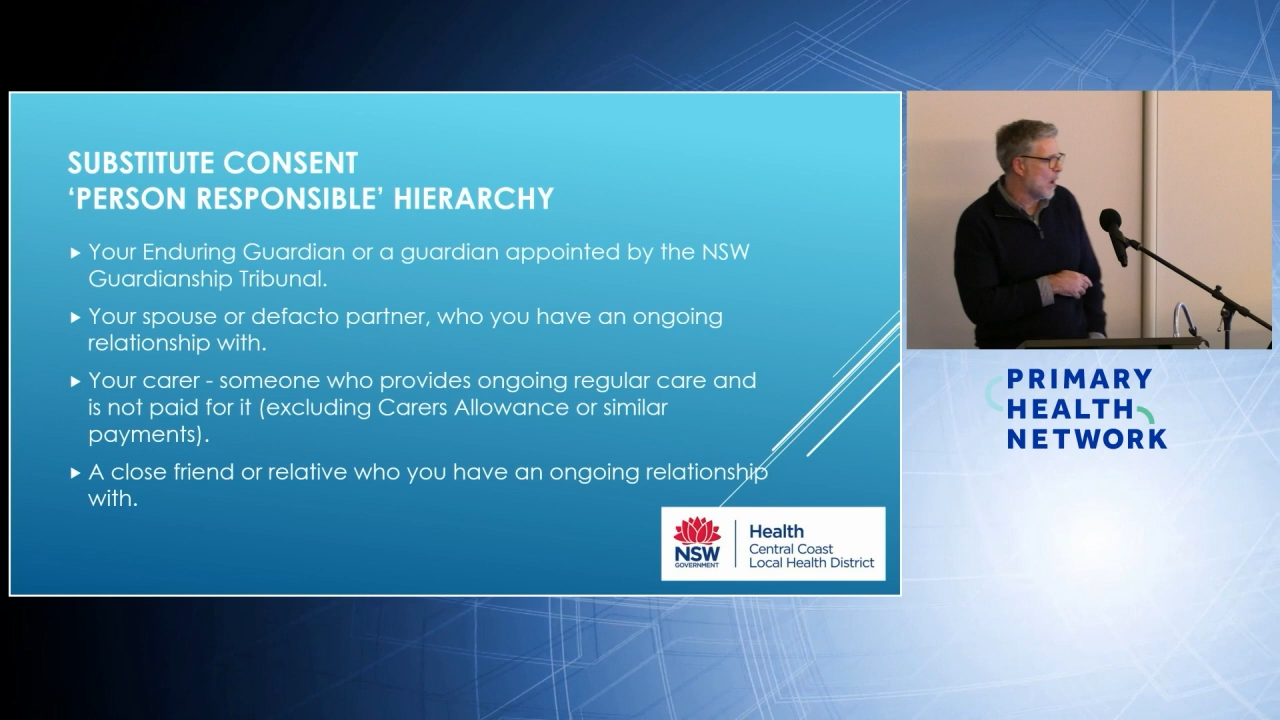 SUBSTITUTE CONSENT
‘PERSON RESPONSIBLE’ HIERARCHY
Your Enduring Guardian or a guardian appointed by the NSW
Guardianship Tribunal.
Your spouse or defacto partner, who you have an ongoing
relationship with.
Your carer - someone who provides ongoing regular care and
is not paid for it (excluding Carers Allowance or similar
payments).
A close friend or relative who you have an ongoing relationship
with.
NSW
GOVERNMENT
Health
Central Coast
Local Health District
PRIMARY
HEALTH
NETWORK